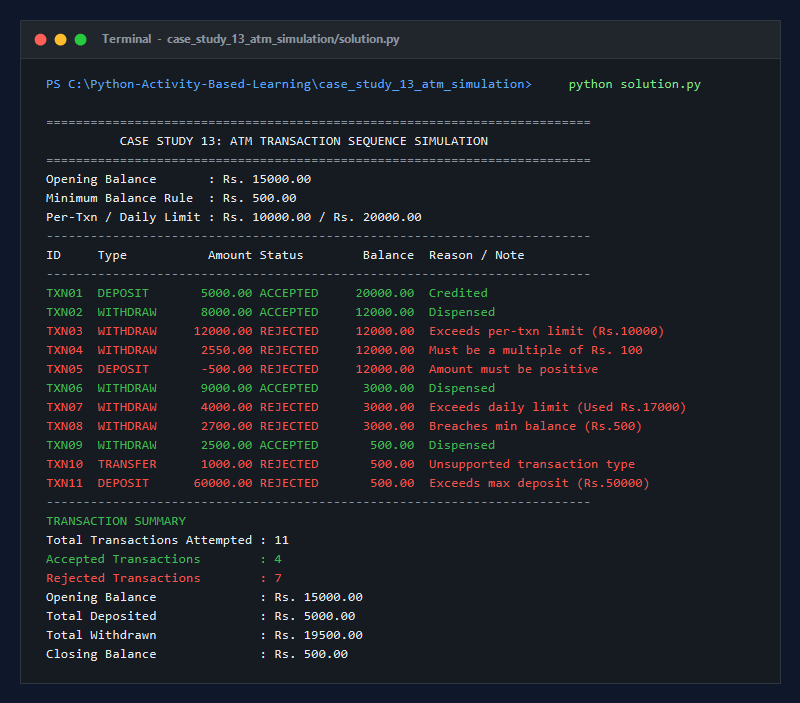 Terminal - case_study_13_atm_simulation/solution.py
PS C:\Python-Activity-Based-Learning\case_study_13_atm_simulation>     python solution.py
==========================================================================
          CASE STUDY 13: ATM TRANSACTION SEQUENCE SIMULATION
==========================================================================
Opening Balance       : Rs. 15000.00
Minimum Balance Rule  : Rs. 500.00
Per-Txn / Daily Limit : Rs. 10000.00 / Rs. 20000.00
--------------------------------------------------------------------------
ID     Type           Amount Status        Balance  Reason / Note
--------------------------------------------------------------------------
TXN01  DEPOSIT       5000.00 ACCEPTED     20000.00  Credited
TXN02  WITHDRAW      8000.00 ACCEPTED     12000.00  Dispensed
TXN03  WITHDRAW     12000.00 REJECTED     12000.00  Exceeds per-txn limit (Rs.10000)
TXN04  WITHDRAW      2550.00 REJECTED     12000.00  Must be a multiple of Rs. 100
TXN05  DEPOSIT       -500.00 REJECTED     12000.00  Amount must be positive
TXN06  WITHDRAW      9000.00 ACCEPTED      3000.00  Dispensed
TXN07  WITHDRAW      4000.00 REJECTED      3000.00  Exceeds daily limit (Used Rs.17000)
TXN08  WITHDRAW      2700.00 REJECTED      3000.00  Breaches min balance (Rs.500)
TXN09  WITHDRAW      2500.00 ACCEPTED       500.00  Dispensed
TXN10  TRANSFER      1000.00 REJECTED       500.00  Unsupported transaction type
TXN11  DEPOSIT      60000.00 REJECTED       500.00  Exceeds max deposit (Rs.50000)
--------------------------------------------------------------------------
TRANSACTION SUMMARY
Total Transactions Attempted : 11
Accepted Transactions        : 4
Rejected Transactions        : 7
Opening Balance              : Rs. 15000.00
Total Deposited              : Rs. 5000.00
Total Withdrawn              : Rs. 19500.00
Closing Balance              : Rs. 500.00